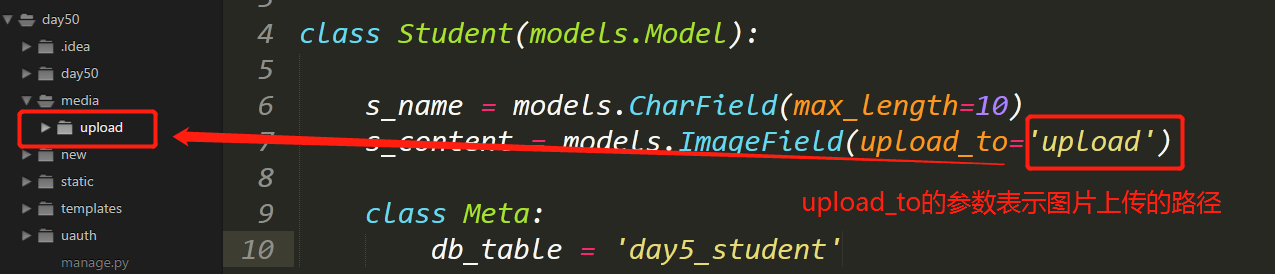 day50
.idea
day50
media
upload
new
static
templates
uauth
manage.py
4 class Student(models.Model):
5
6 s_name = models.CharField(max_length=10)
7 s_content = models.ImageField(upload_to='upload')
8
upload_to的参数表示图片上传的路径
9 class Meta:
10 db_table = 'day5_student'